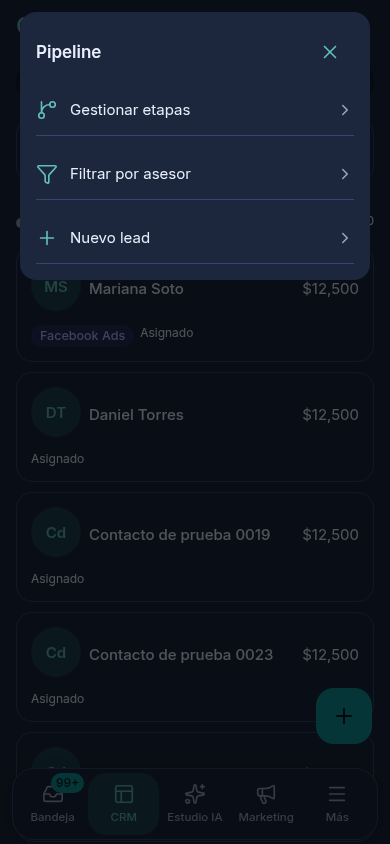 Pipeline
Gestionar etapas
Filtrar por asesor
Nuevo lead
MS
Mariana Soto
$12,500
Facebook Ads
Asignado
DT
Daniel Torres
$12,500
Asignado
Cd
Contacto de prueba 0019
$12,500
Asignado
Cd
Contacto de prueba 0023
$12,500
Asignado
99+
Bandeja
CRM
Estudio IA
Marketing
Más